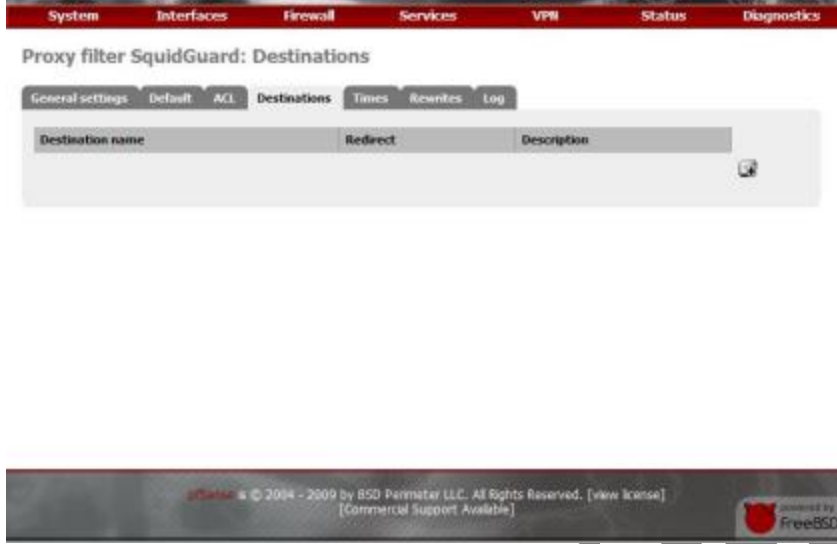 System Interfaces Firewall Services VPN Status Diagnostics
Proxy filter SquidGuard: Destinations
General settings Default ACL Destinations Times Rewrites Log
Destination name Redirect Description
pfSense is © 2004 - 2009 by BSD Perimeter LLC. All Rights Reserved. [view license]
[Commercial Support Available]
powered by
FreeBSD